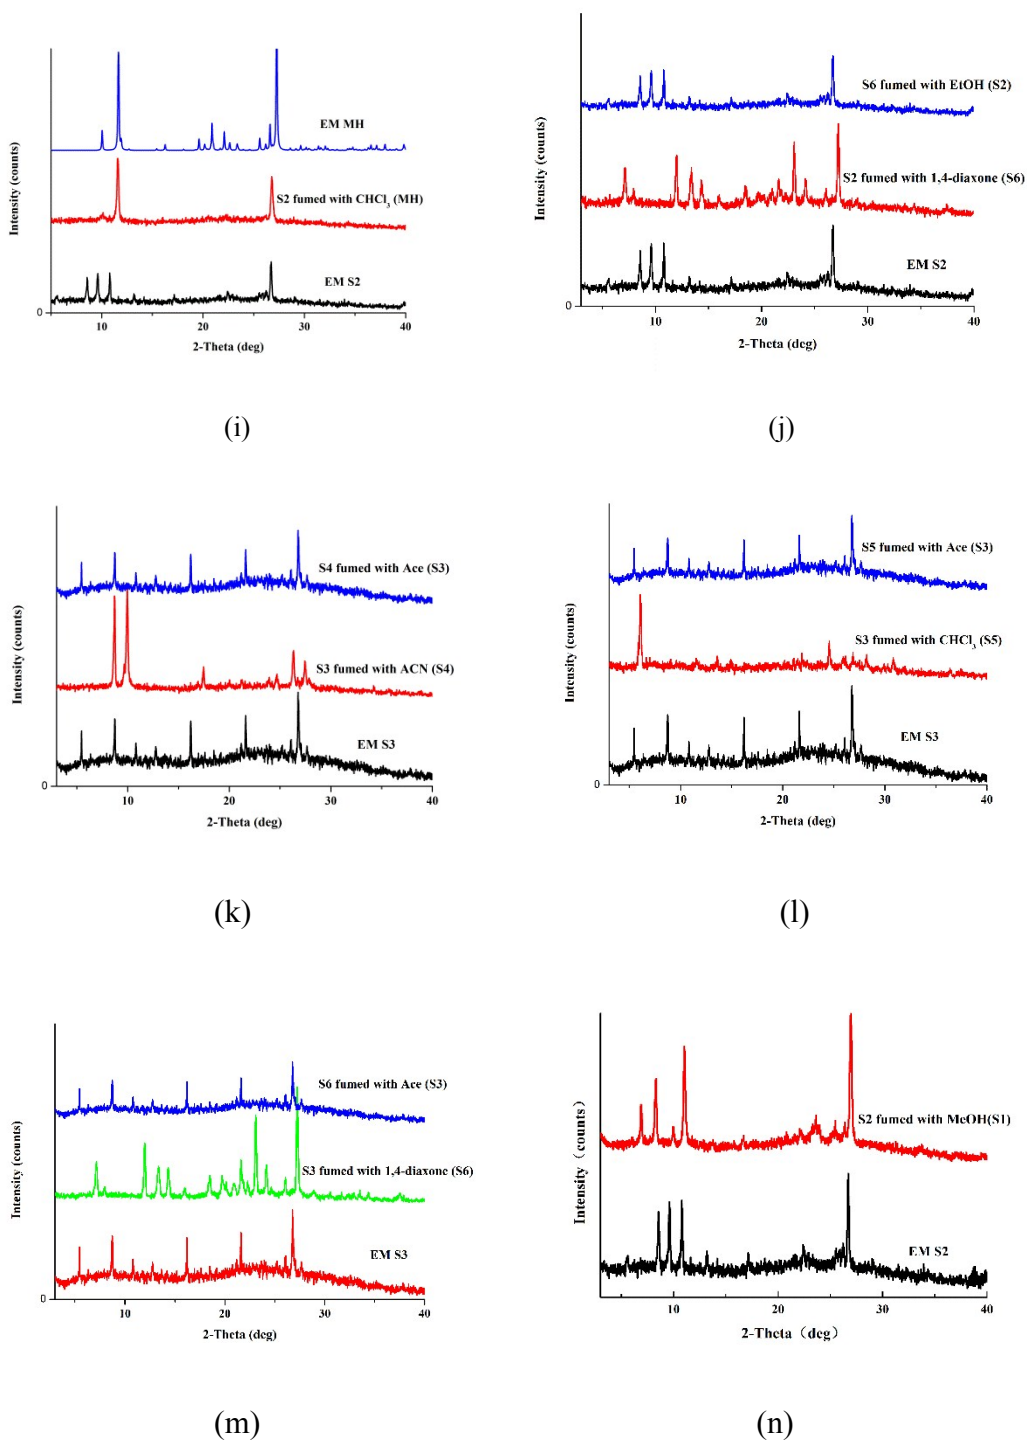 Intensity (counts)
EM MH
S2 fumed with CHCl₃ (MH)
EM S2
0
10
20
30
40
2-Theta (deg)
(i)
Intensity (counts)
S6 fumed with EtOH (S2)
S2 fumed with 1,4-diaxone (S6)
EM S2
0
10
20
30
40
2-Theta (deg)
(j)
Intensity (counts)
S4 fumed with Ace (S3)
S3 fumed with ACN (S4)
EM S3
0
10
20
30
40
2-Theta (deg)
(k)
Intensity (counts)
S5 fumed with Ace (S3)
S3 fumed with CHCl₃ (S5)
EM S3
0
10
20
30
40
2-Theta (deg)
(l)
Intensity (counts)
S6 fumed with Ace (S3)
S3 fumed with 1,4-diaxone (S6)
EM S3
0
10
20
30
40
2-Theta (deg)
(m)
Intensity（counts）
S2 fumed with MeOH(S1)
EM S2
10
20
30
40
2-Theta（deg）
(n)